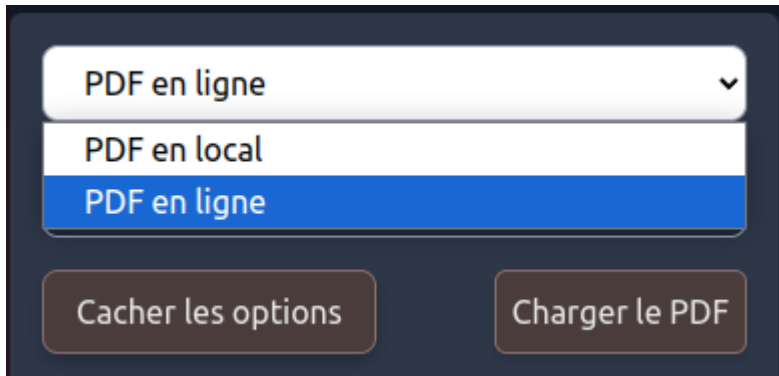 PDF en ligne
PDF en local
PDF en ligne
Cacher les options
Charger le PDF